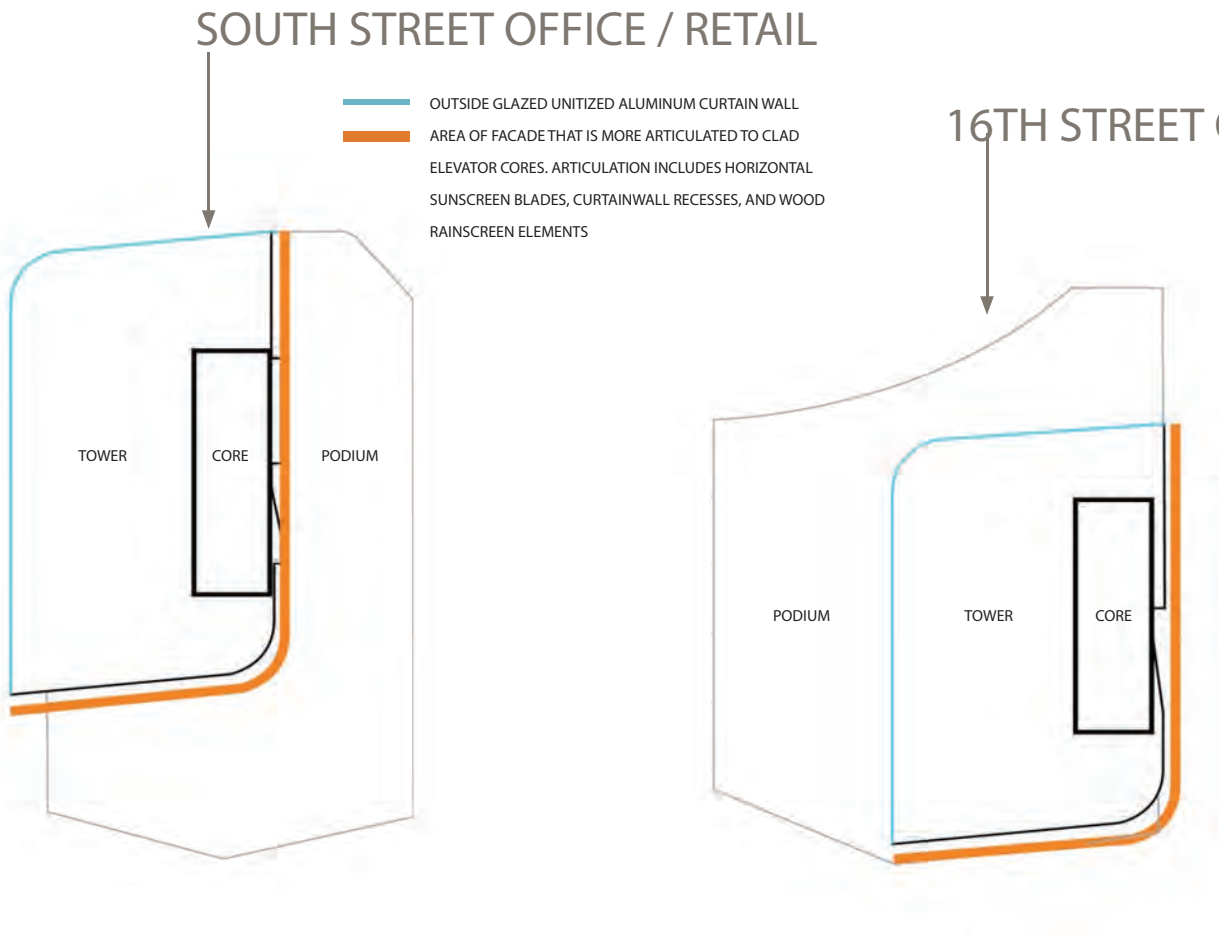 SOUTH STREET OFFICE / RETAIL
OUTSIDE GLAZED UNITIZED ALUMINUM CURTAIN WALL
AREA OF FACADE THAT IS MORE ARTICULATED TO CLAD
ELEVATOR CORES. ARTICULATION INCLUDES HORIZONTAL
SUNSCREEN BLADES, CURTAINWALL RECESSES, AND WOOD
RAINSCREEN ELEMENTS
16TH STREET
TOWER
CORE
PODIUM
PODIUM
TOWER
CORE